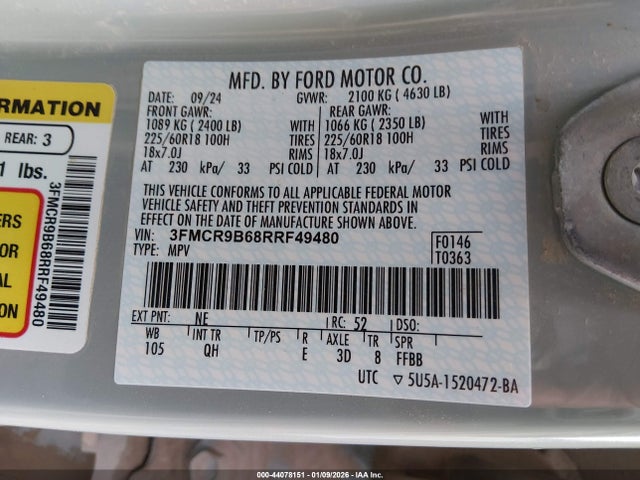 ORMATION
REAR: 3
1 lbs.
ERS
AL
ION
3FMCR9B68RRF49480
MFD. BY FORD MOTOR CO.
DATE: 09/24 GVWR: 2100 KG ( 4630 LB)
FRONT GAWR: REAR GAWR:
1089 KG ( 2400 LB) WITH 1066 KG ( 2350 LB) WITH
225/60R18 100H TIRES 225/60R18 100H TIRES
18x7.0J RIMS 18x7.0J RIMS
AT 230 kPa/ 33 PSI COLD AT 230 kPa/ 33 PSI COLD
THIS VEHICLE CONFORMS TO ALL APPLICABLE FEDERAL MOTOR
VEHICLE SAFETY AND THEFT PREVENTION STANDARDS IN
EFFECT ON THE DATE OF MANUFACTURE SHOWN ABOVE.
VIN: 3FMCR9B68RRF49480
TYPE: MPV
F0146
T0363
EXT PNT: NE RC: 52 DSO:
WB INT TR TP/PS R AXLE TR SPR
105 QH E 3D 8 FFBB
UTC ▽ 5U5A-1520472-BA
000-44078151 | 01/09/2026 - IAA, Inc.